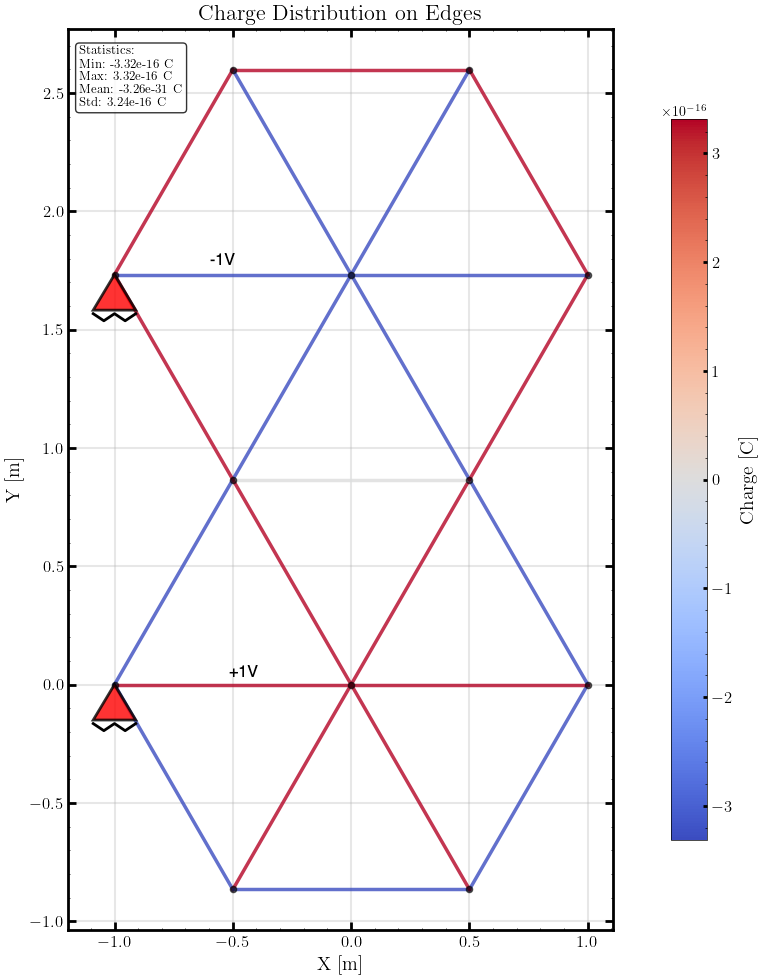 Charge Distribution on Edges
Statistics:
Min: -3.32e-16 C
Max: 3.32e-16 C
Mean: -3.26e-31 C
Std: 3.24e-16 C
×10⁻¹⁶
3
2
1
0
−1
−2
−3
Charge [C]
2.5
2.0
1.5
1.0
0.5
0.0
−0.5
−1.0
Y [m]
-1V
+1V
−1.0 −0.5 0.0 0.5 1.0
X [m]